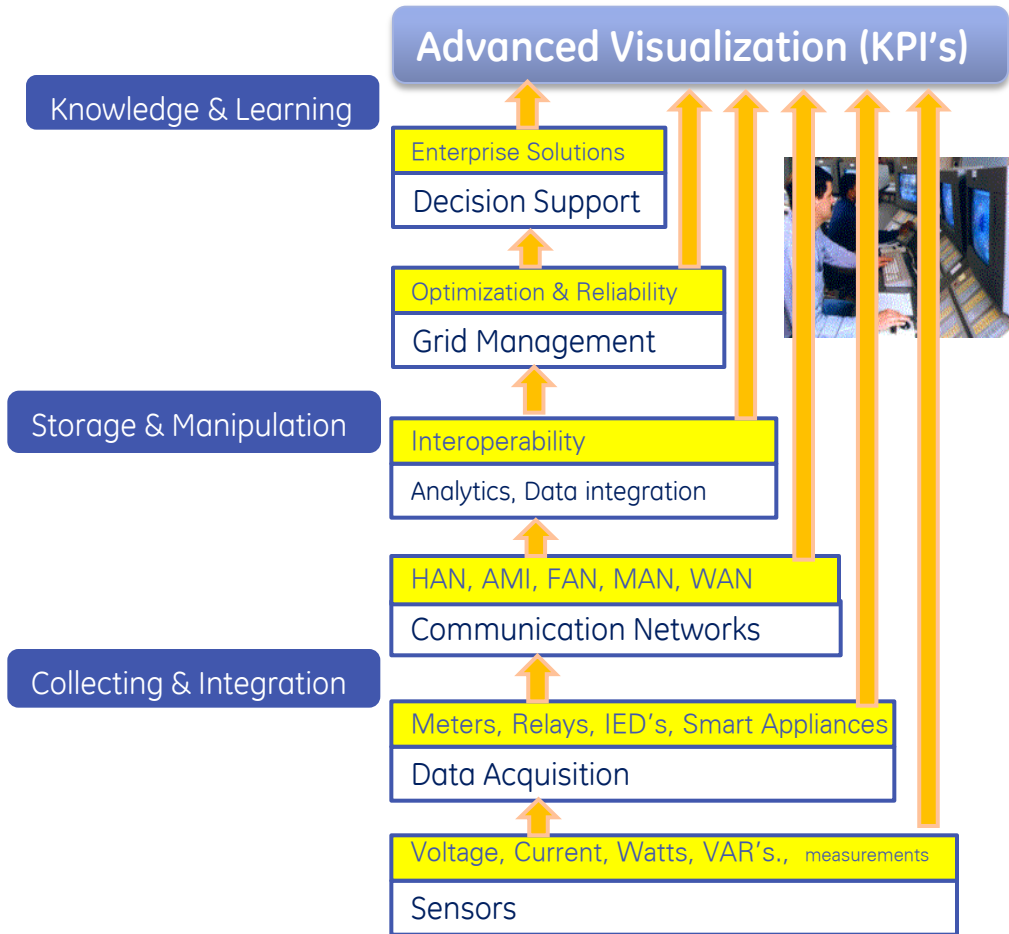 Advanced Visualization (KPI's)
Knowledge & Learning
Enterprise Solutions
Decision Support
Optimization & Reliability
Grid Management
Storage & Manipulation
Interoperability
Analytics, Data integration
HAN, AMI, FAN, MAN, WAN
Communication Networks
Collecting & Integration
Meters, Relays, IED's, Smart Appliances
Data Acquisition
Voltage, Current, Watts, VAR's., measurements
Sensors